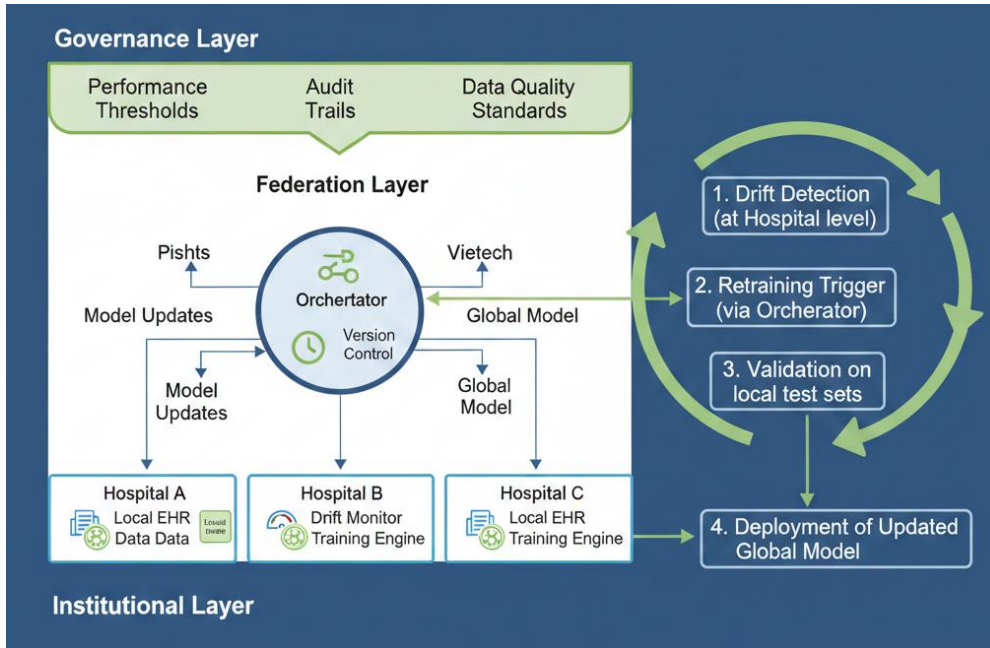 Governance Layer
Performance
Thresholds
Audit
Trails
Data Quality
Standards
Federation Layer
Pishts
Vietech
Orchertator
Version
Control
Model Updates
Global Model
Model
Updates
Global
Model
Hospital A
Local EHR
Data Data
Hospital B
Drift Monitor
Training Engine
Hospital C
Local EHR
Training Engine
Institutional Layer
1. Drift Detection
(at Hospital level)
2. Retraining Trigger
(via Orcherator)
3. Validation on
local test sets
4. Deployment of Updated
Global Model